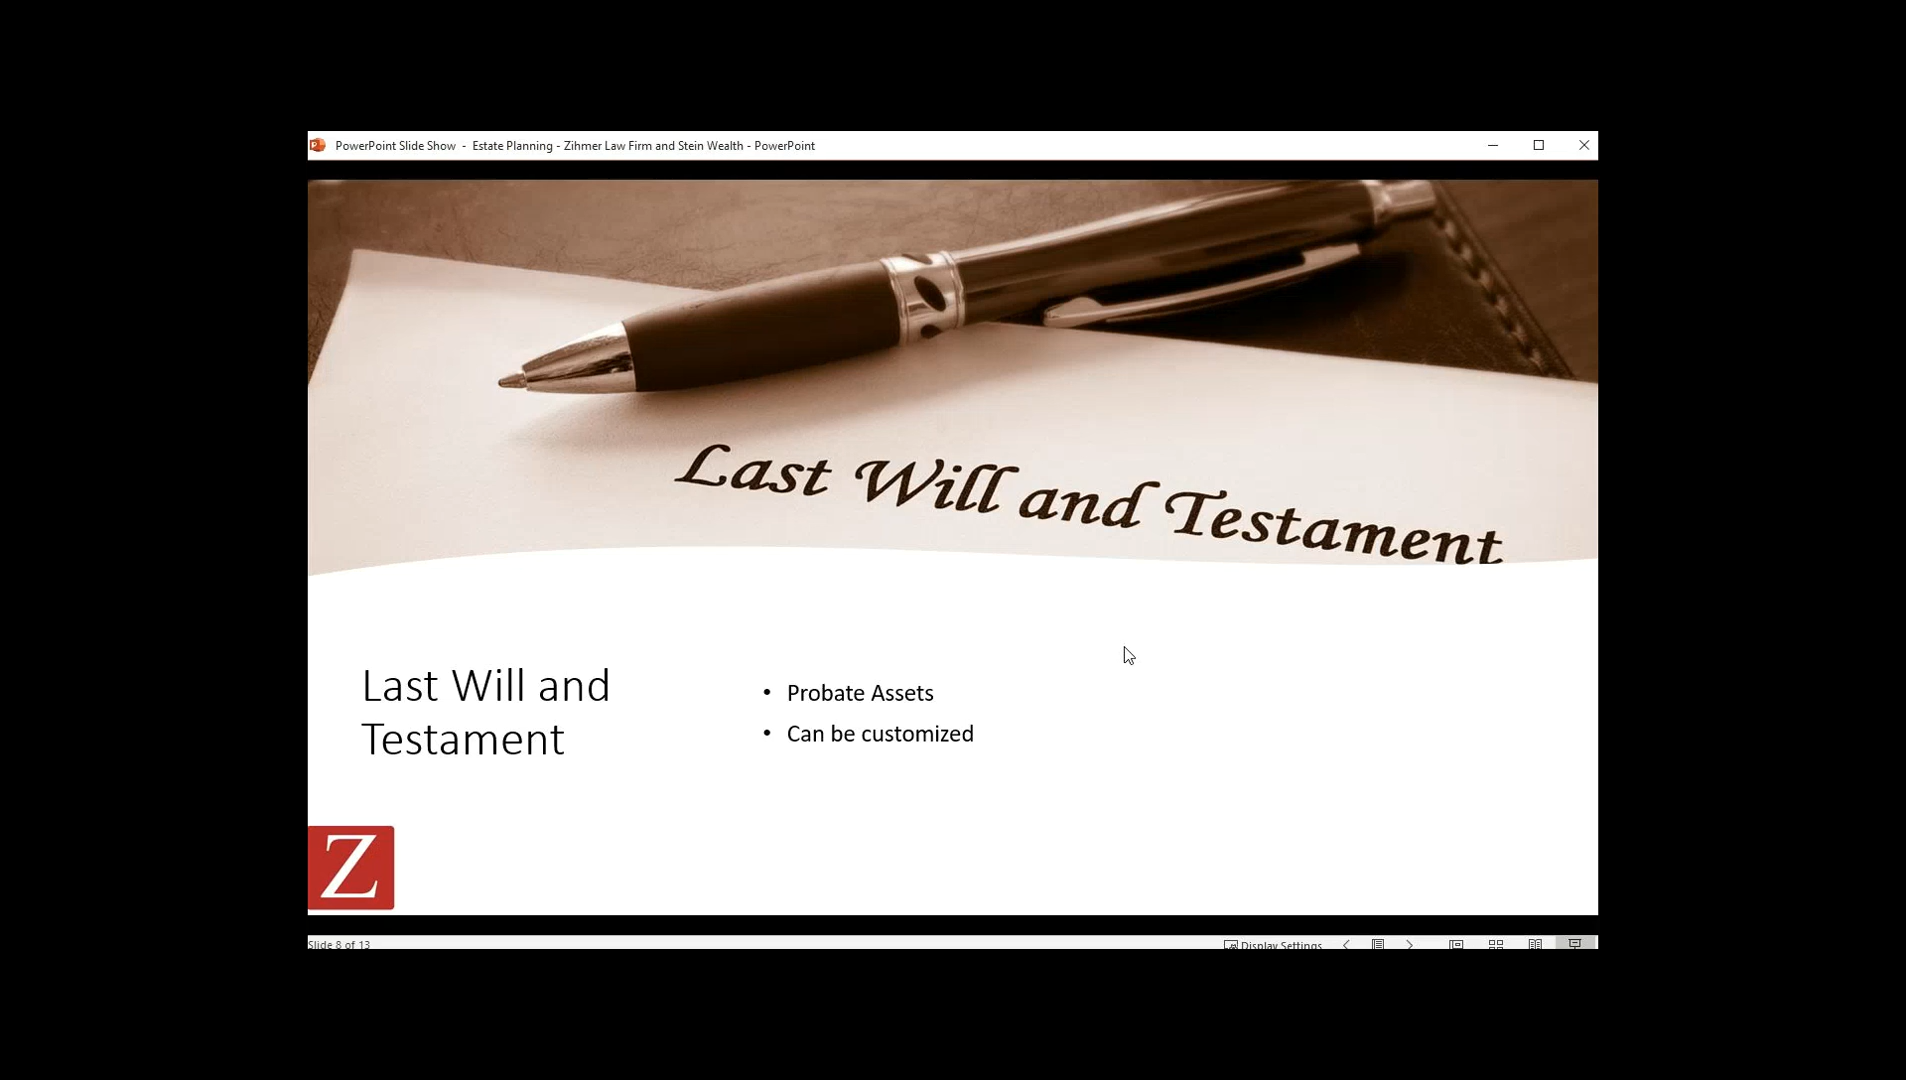 PowerPoint Slide Show - Estate Planning - Zihmer Law Firm and Stein Wealth - PowerPoint
Last Will and Testament
Last Will and
Testament
• Probate Assets
• Can be customized
Z
Slide 8 of 13
Display Settings